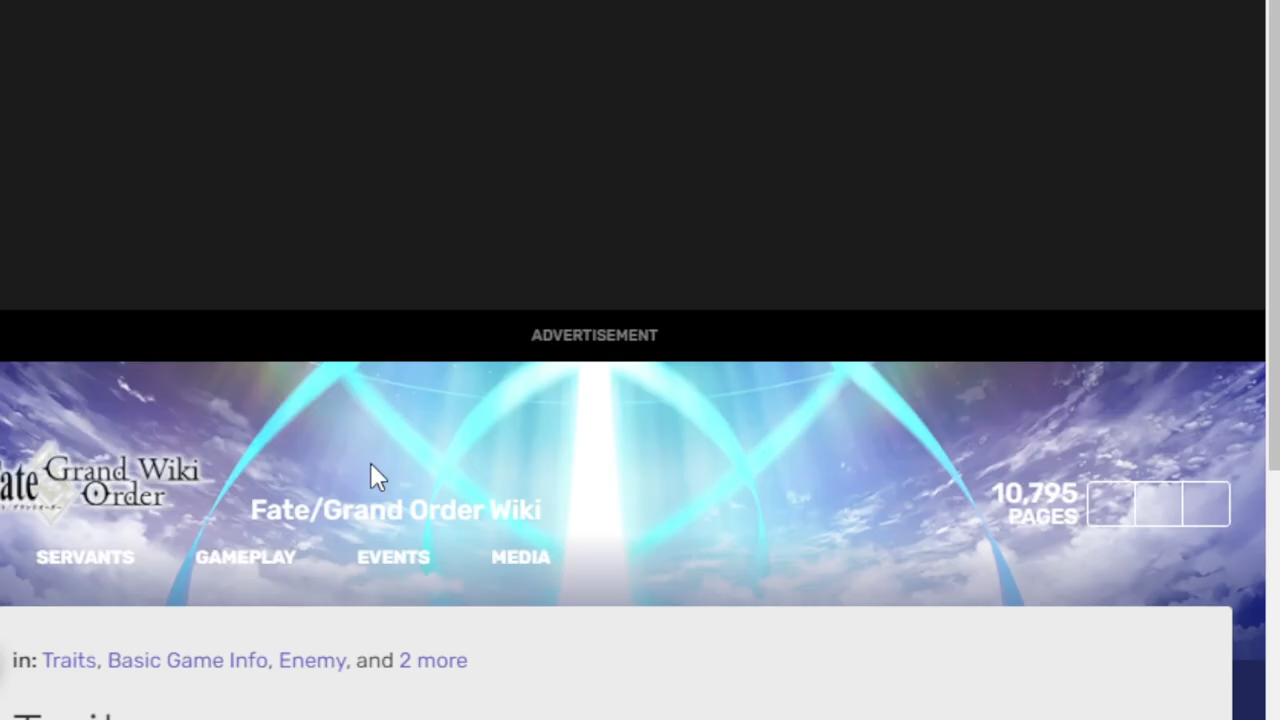 ADVERTISEMENT
Grand Wiki
ate Order
Fate/Grand Order Wiki
10,795
PAGES
SERVANTS GAMEPLAY EVENTS MEDIA
in: Traits, Basic Game Info, Enemy, and 2 more